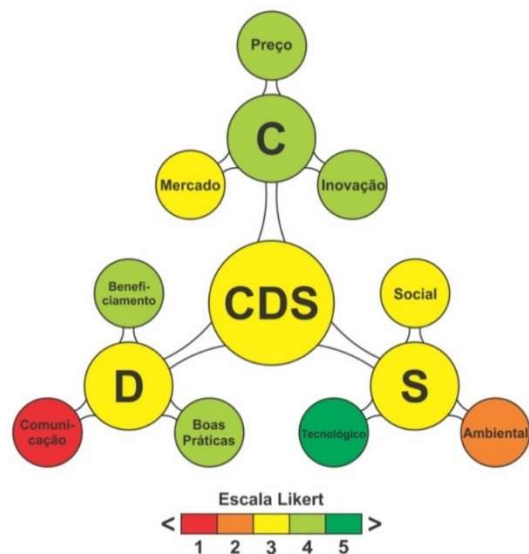 Preço
C
Mercado
Inovação
Benefi-
ciamento
CDS
Social
D
S
Comuni-
cação
Boas
Práticas
Tecnológico
Ambiental
Escala Likert
< >
1 2 3 4 5